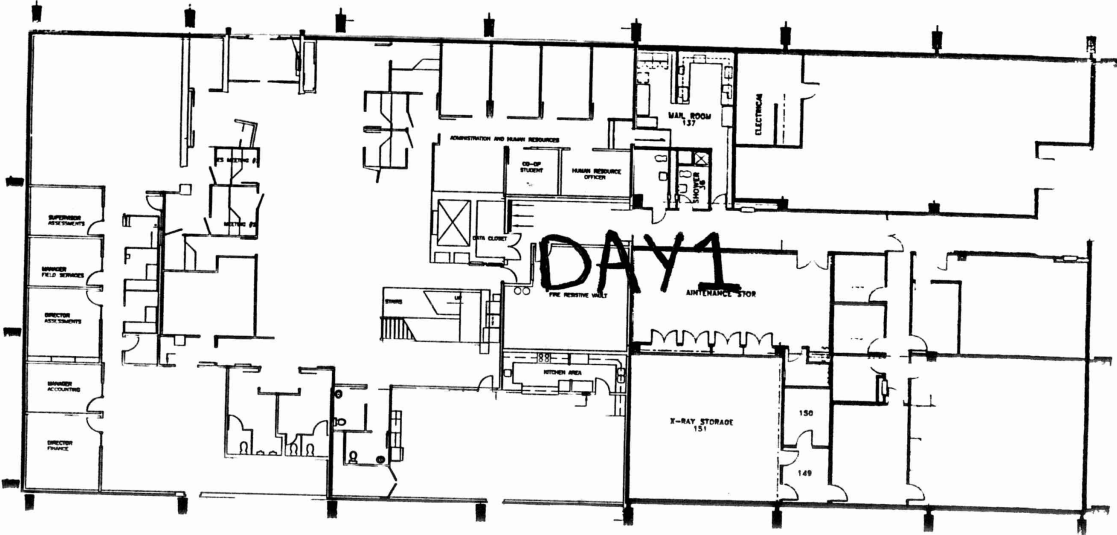 MAIL ROOM
137
ELECTRICAL
ADMINISTRATION AND HUMAN RESOURCES
CO-OP
STUDENT
HUMAN RESOURCE
OFFICER
SHOWER
MEETING
SUPERVISOR
ASSESSMENTS
DATA CLOSET
DAY1
MANAGER
FIELD SERVICES
FIRE RESISTIVE VAULT
AINTENANCE STOR
STAIRS
UP
DIRECTOR
ASSESSMENTS
KITCHEN AREA
MANAGER
ACCOUNTING
X-RAY STORAGE
151
150
DIRECTOR
FINANCE
149